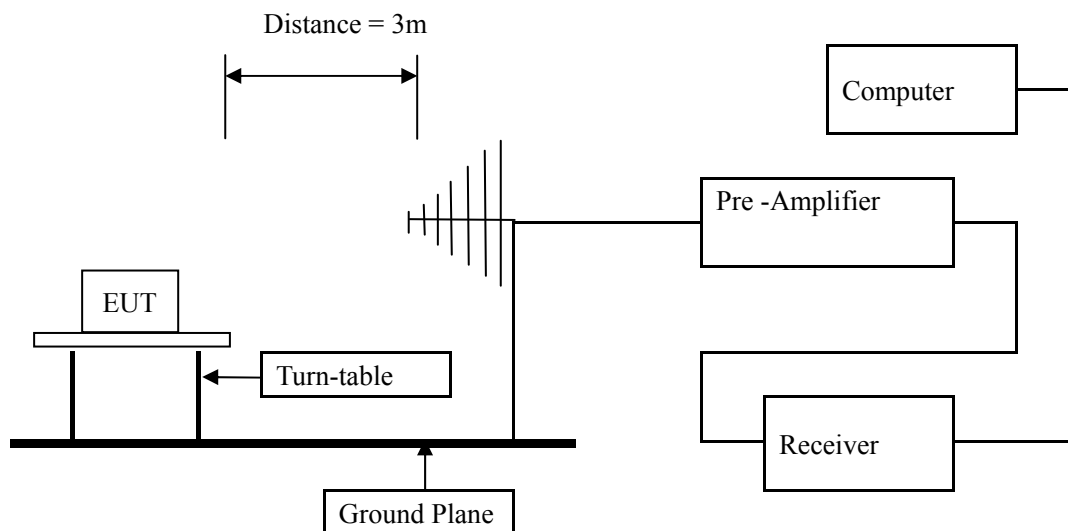 Distance = 3m
Computer
Pre -Amplifier
EUT
Turn-table
Receiver
Ground Plane